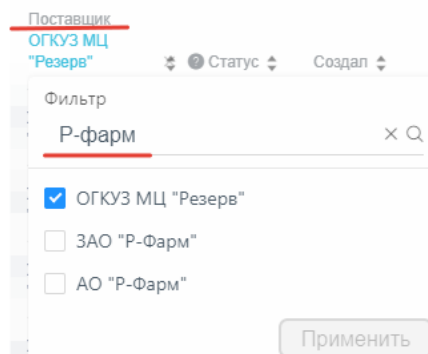 Поставщик
ОГКУЗ МЦ
"Резерв"
Статус
Создал
Фильтр
Р-фарм
ОГКУЗ МЦ "Резерв"
ЗАО "Р-Фарм"
АО "Р-Фарм"
Применить